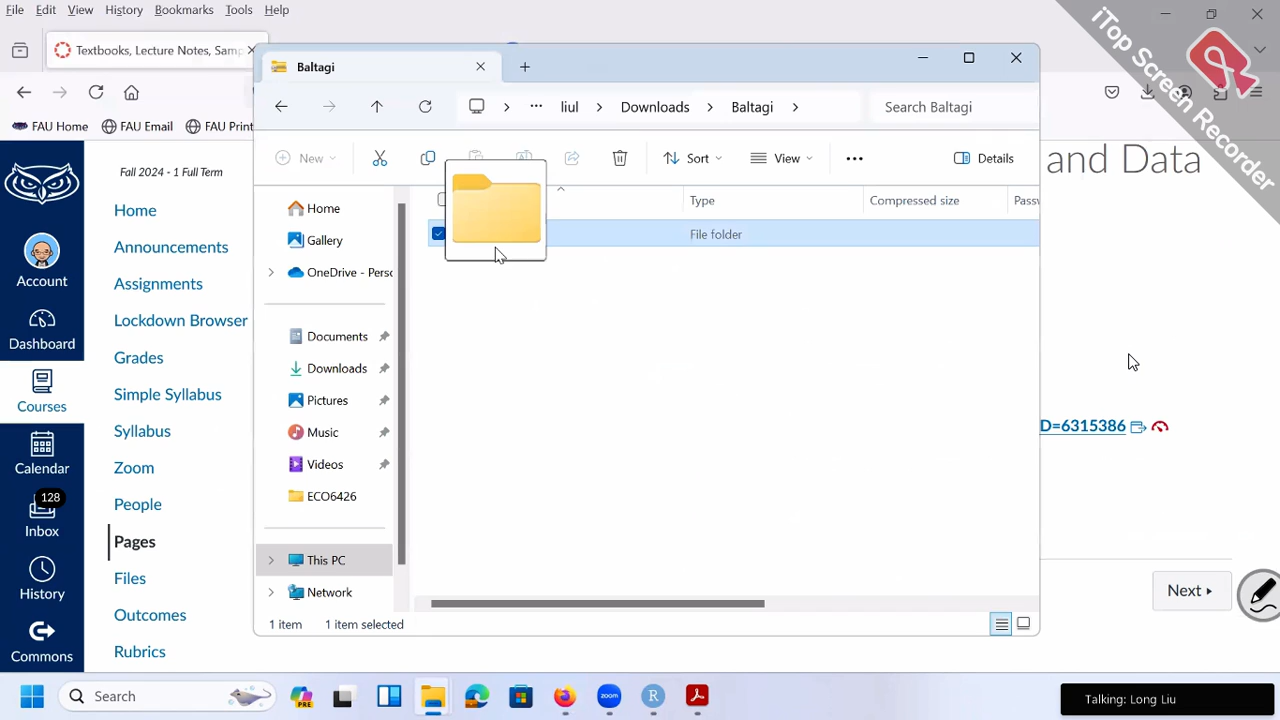 File Edit View History Bookmarks Tools Help
Textbooks, Lecture Notes, Samp
FAU Home FAU Email FAU Print
Baltagi
liul Downloads Baltagi Search Baltagi
New Sort View Details
Type Compressed size Passw
File folder
Home
Gallery
OneDrive - Perso
Documents
Downloads
Pictures
Music
Videos
ECO6426
This PC
Network
1 item 1 item selected
Fall 2024 - 1 Full Term
Home
Announcements
Assignments
Lockdown Browser
Grades
Simple Syllabus
Syllabus
Zoom
People
Pages
Files
Outcomes
Rubrics
Account
Dashboard
Courses
Calendar
128
Inbox
History
Commons
and Data
D=6315386
Next
iTop Screen Recorder
Search
PRE
R
Talking: Long Liu